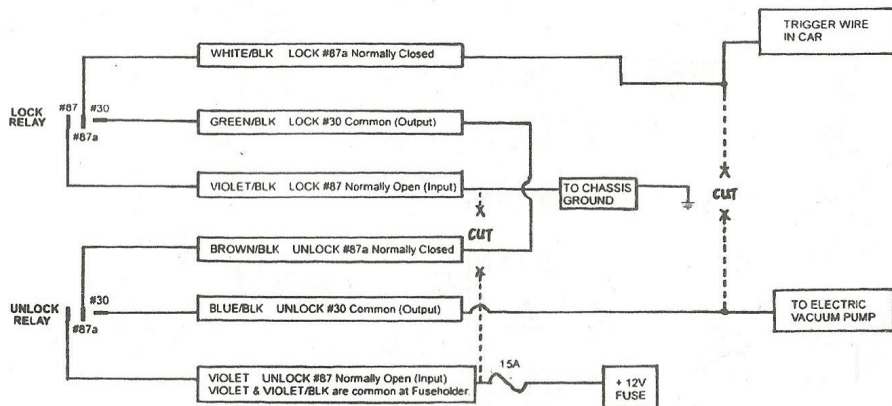 TRIGGER WIRE
IN CAR
WHITE/BLK LOCK #87a Normally Closed
#87
#30
LOCK
RELAY
#87a
GREEN/BLK LOCK #30 Common (Output)
VIOLET/BLK LOCK #87 Normally Open (Input)
TO CHASSIS
GROUND
X
CUT
X
X
CUT
X
BROWN/BLK UNLOCK #87a Normally Closed
#30
UNLOCK
RELAY
#87a
BLUE/BLK UNLOCK #30 Common (Output)
TO ELECTRIC
VACUUM PUMP
15A
VIOLET UNLOCK #87 Normally Open (Input)
VIOLET & VIOLET/BLK are common at Fuseholder
+ 12V
FUSE